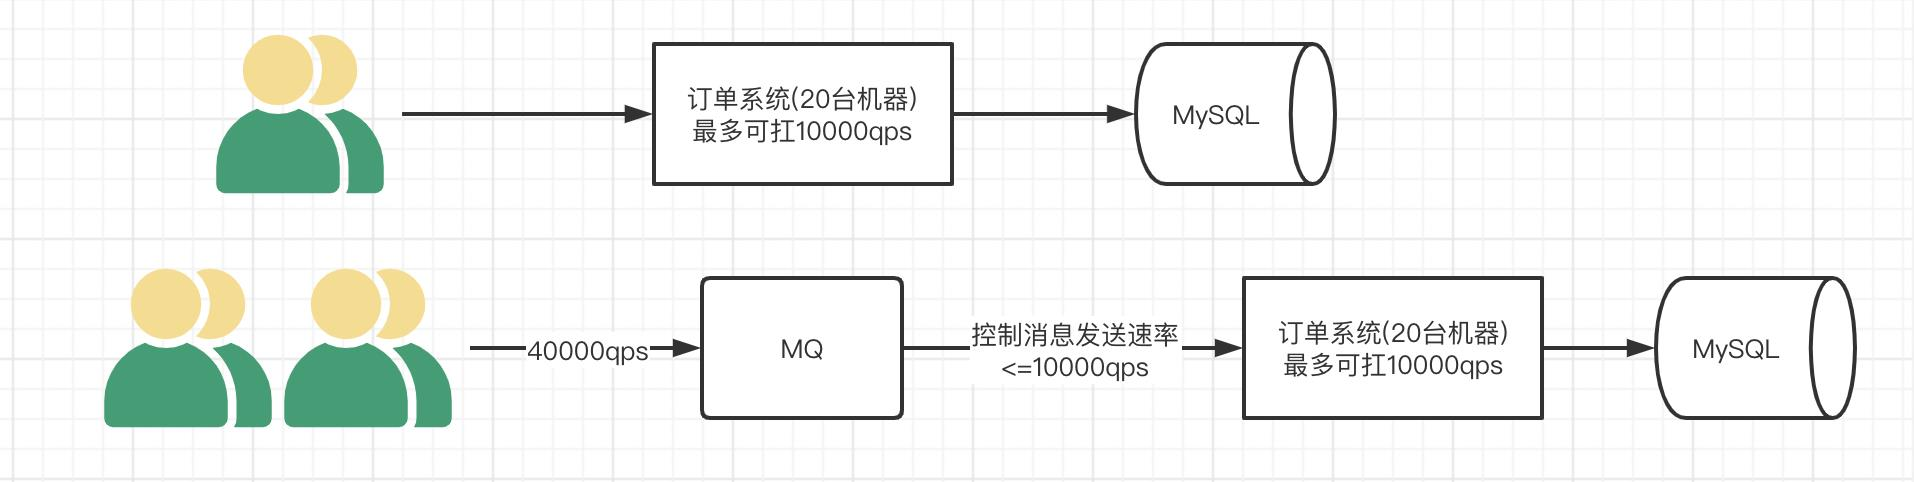 订单系统(20台机器)
最多可扛10000qps
MySQL
40000qps
MQ
控制消息发送速率
<=10000qps
订单系统(20台机器)
最多可扛10000qps
MySQL